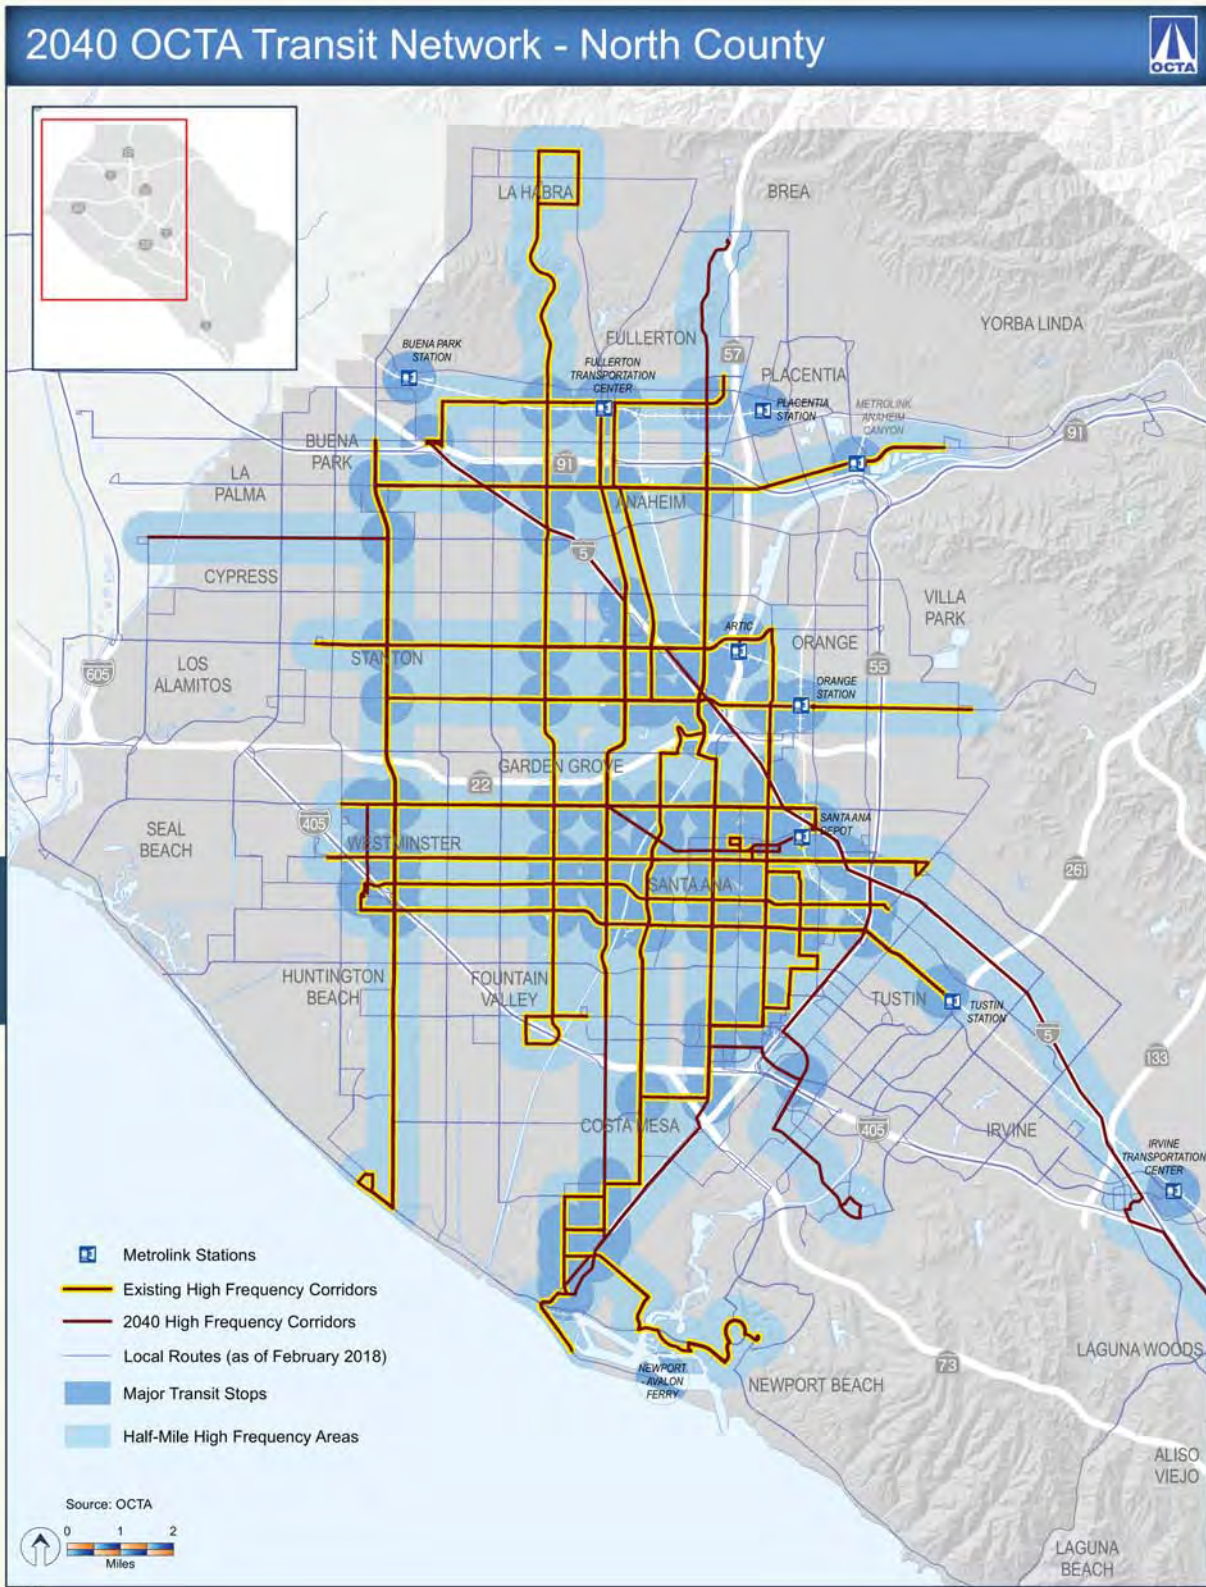 2040 OCTA Transit Network - North County
OCTA
LA HABRA
BREA
YORBA LINDA
BUENA PARK
STATION
FULLERTON
FULLERTON
TRANSPORTATION
CENTER
57
PLACENTIA
PLACENTIA
STATION
METROLINK
ANAHEIM
CANYON
91
BUENA
PARK
91
LA
PALMA
ANAHEIM
5
CYPRESS
VILLA
PARK
ARTIC
ORANGE
STANTON
LOS
ALAMITOS
605
55
ORANGE
STATION
GARDEN GROVE
22
405
SEAL
BEACH
WESTMINSTER
SANTA ANA
DEPOT
261
SANTA ANA
HUNTINGTON
BEACH
FOUNTAIN
VALLEY
TUSTIN
TUSTIN
STATION
5
133
COSTA MESA
405
IRVINE
IRVINE
TRANSPORTATION
CENTER
Metrolink Stations
Existing High Frequency Corridors
2040 High Frequency Corridors
Local Routes (as of February 2018)
Major Transit Stops
Half-Mile High Frequency Areas
NEWPORT
- AVALON
FERRY
NEWPORT BEACH
73
LAGUNA WOODS
ALISO
VIEJO
LAGUNA
BEACH
Source: OCTA
0 1 2
Miles